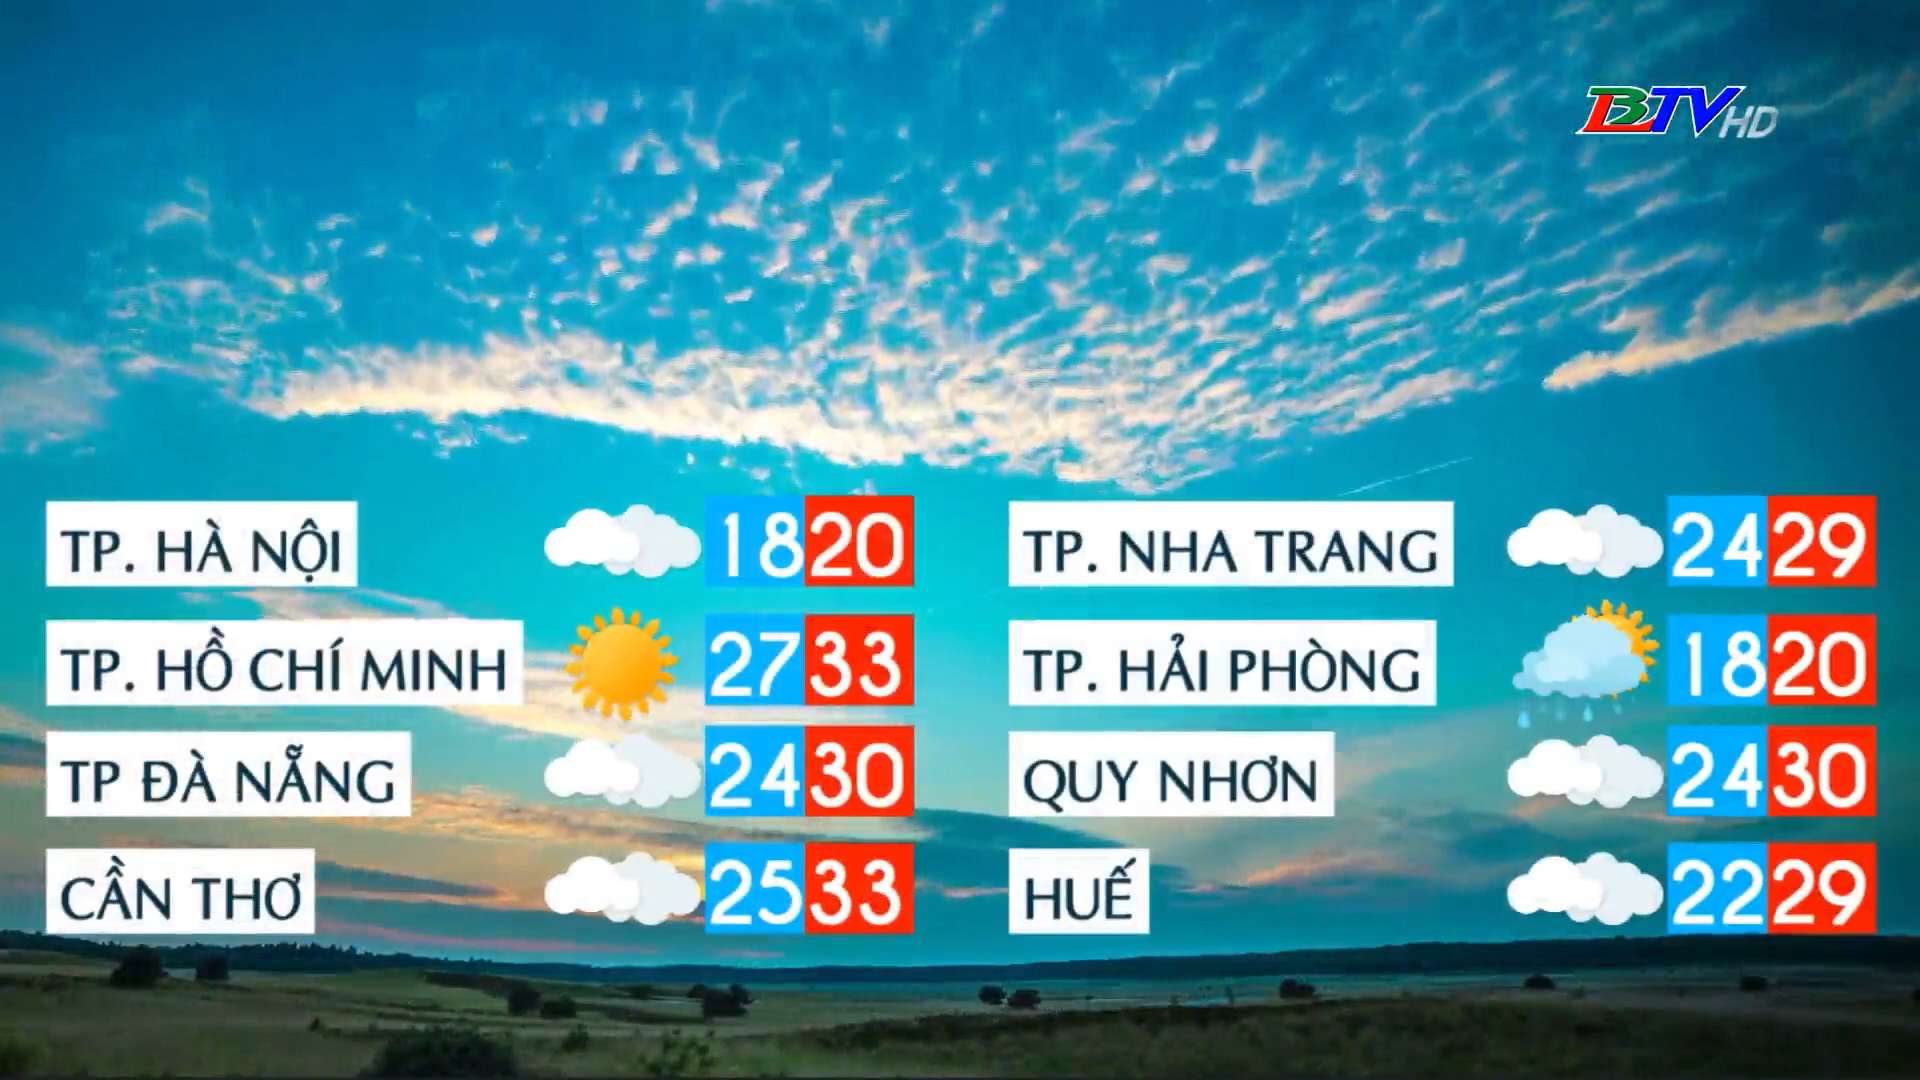 BTV HD
TP. HÀ NỘI 18 20
TP. HỒ CHÍ MINH 27 33
TP ĐÀ NẴNG 24 30
CẦN THƠ 25 33
TP. NHA TRANG 24 29
TP. HẢI PHÒNG 18 20
QUY NHƠN 24 30
HUẾ 22 29